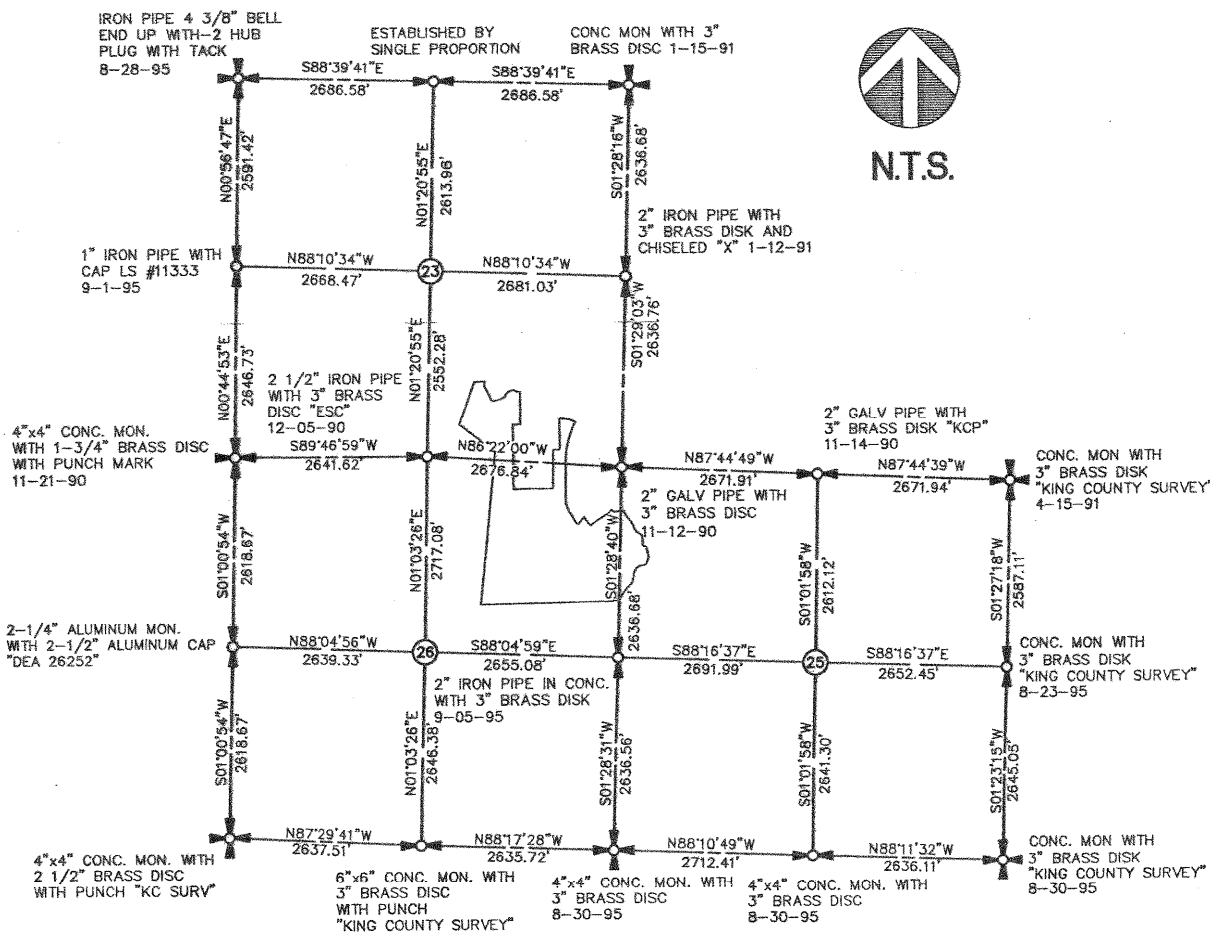 IRON PIPE 4 3/8" BELL
END UP WITH-2 HUB
PLUG WITH TACK
8-28-95
ESTABLISHED BY
SINGLE PROPORTION
CONC MON WITH 3"
BRASS DISC 1-15-91
N.T.S.
S88°39'41"E
2686.58'
S88°39'41"E
2686.58'
N00°56'47"E
2591.42'
N01°20'55"E
2613.96'
S01°28'16"W
2636.68'
2" IRON PIPE WITH
3" BRASS DISK AND
CHISELED "X" 1-12-91
1" IRON PIPE WITH
CAP LS #11333
9-1-95
N88°10'34"W
2668.47'
23
N88°10'34"W
2681.03'
N00°44'53"E
2646.73'
N01°20'55"E
2552.28'
S01°29'03"W
2636.76'
2 1/2" IRON PIPE
WITH 3" BRASS
DISC "ESC"
12-05-90
4"x4" CONC. MON.
WITH 1-3/4" BRASS DISC
WITH PUNCH MARK
11-21-90
S89°46'59"W
2641.62'
N86°22'00"W
2676.84'
2" GALV PIPE WITH
3" BRASS DISK "KCP"
11-14-90
N87°44'49"W
2671.91'
N87°44'39"W
2671.94'
CONC. MON WITH
3" BRASS DISK
"KING COUNTY SURVEY"
4-15-91
2" GALV PIPE WITH
3" BRASS DISC
11-12-90
S01°00'54"W
2618.67'
N01°03'26"E
2717.08'
S01°28'40"W
2636.68'
S01°01'58"W
2612.12'
S01°27'18"W
2587.11'
2-1/4" ALUMINUM MON.
WITH 2-1/2" ALUMINUM CAP
"DEA 26252"
N88°04'56"W
2639.33'
26
S88°04'59"E
2655.08'
S88°16'37"E
2691.99'
25
S88°16'37"E
2652.45'
CONC. MON WITH
3" BRASS DISK
"KING COUNTY SURVEY"
8-23-95
2" IRON PIPE IN CONC.
WITH 3" BRASS DISK
9-05-95
S01°00'54"W
2618.67'
N01°03'26"E
2646.38'
S01°28'31"W
2636.56'
S01°01'58"W
2641.30'
S01°23'15"W
2645.05'
N87°29'41"W
2637.51'
N88°17'28"W
2635.72'
N88°10'49"W
2712.41'
N88°11'32"W
2636.11'
4"x4" CONC. MON. WITH
2 1/2" BRASS DISC
WITH PUNCH "KC SURV"
6"x6" CONC. MON. WITH
3" BRASS DISC
WITH PUNCH
"KING COUNTY SURVEY"
4"x4" CONC. MON. WITH
3" BRASS DISC
8-30-95
4"x4" CONC. MON. WITH
3" BRASS DISC
8-30-95
CONC. MON WITH
3" BRASS DISK
"KING COUNTY SURVEY"
8-30-95